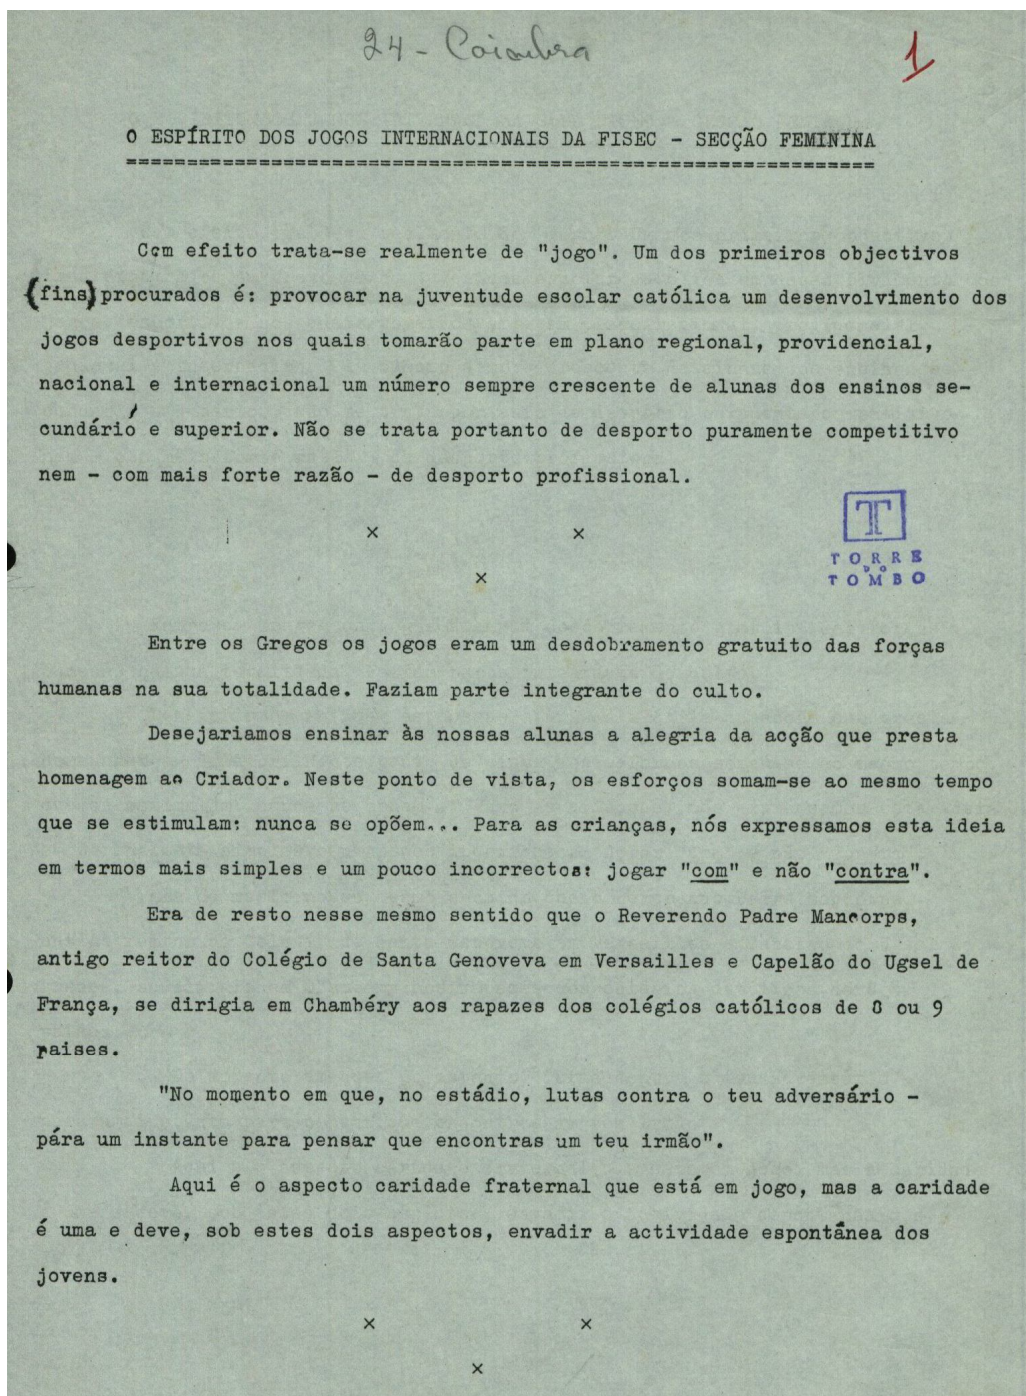 24 - Coimbra
1
O ESPÍRITO DOS JOGOS INTERNACIONAIS DA FISEC - SECÇÃO FEMININA
==============================================================
Com efeito trata-se realmente de "jogo". Um dos primeiros objectivos
(fins) procurados é: provocar na juventude escolar católica um desenvolvimento dos
jogos desportivos nos quais tomarão parte em plano regional, providencial,
nacional e internacional um número sempre crescente de alunas dos ensinos se-
cundário e superior. Não se trata portanto de desporto puramente competitivo
nem - com mais forte razão - de desporto profissional.
x x
x
T
TORRE
DO
TOMBO
Entre os Gregos os jogos eram um desdobramento gratuito das forças
humanas na sua totalidade. Faziam parte integrante do culto.
Desejariamos ensinar às nossas alunas a alegria da acção que presta
homenagem ao Criador. Neste ponto de vista, os esforços somam-se ao mesmo tempo
que se estimulam: nunca se opõem... Para as crianças, nós expressamos esta ideia
em termos mais simples e um pouco incorrectos: jogar "com" e não "contra".
Era de resto nesse mesmo sentido que o Reverendo Padre Mancorps,
antigo reitor do Colégio de Santa Genoveva em Versailles e Capelão do Ugsel de
França, se dirigia em Chambéry aos rapazes dos colégios católicos de 8 ou 9
paises.
"No momento em que, no estádio, lutas contra o teu adversário -
pára um instante para pensar que encontras um teu irmão".
Aqui é o aspecto caridade fraternal que está em jogo, mas a caridade
é uma e deve, sob estes dois aspectos, envadir a actividade espontânea dos
jovens.
x x
x